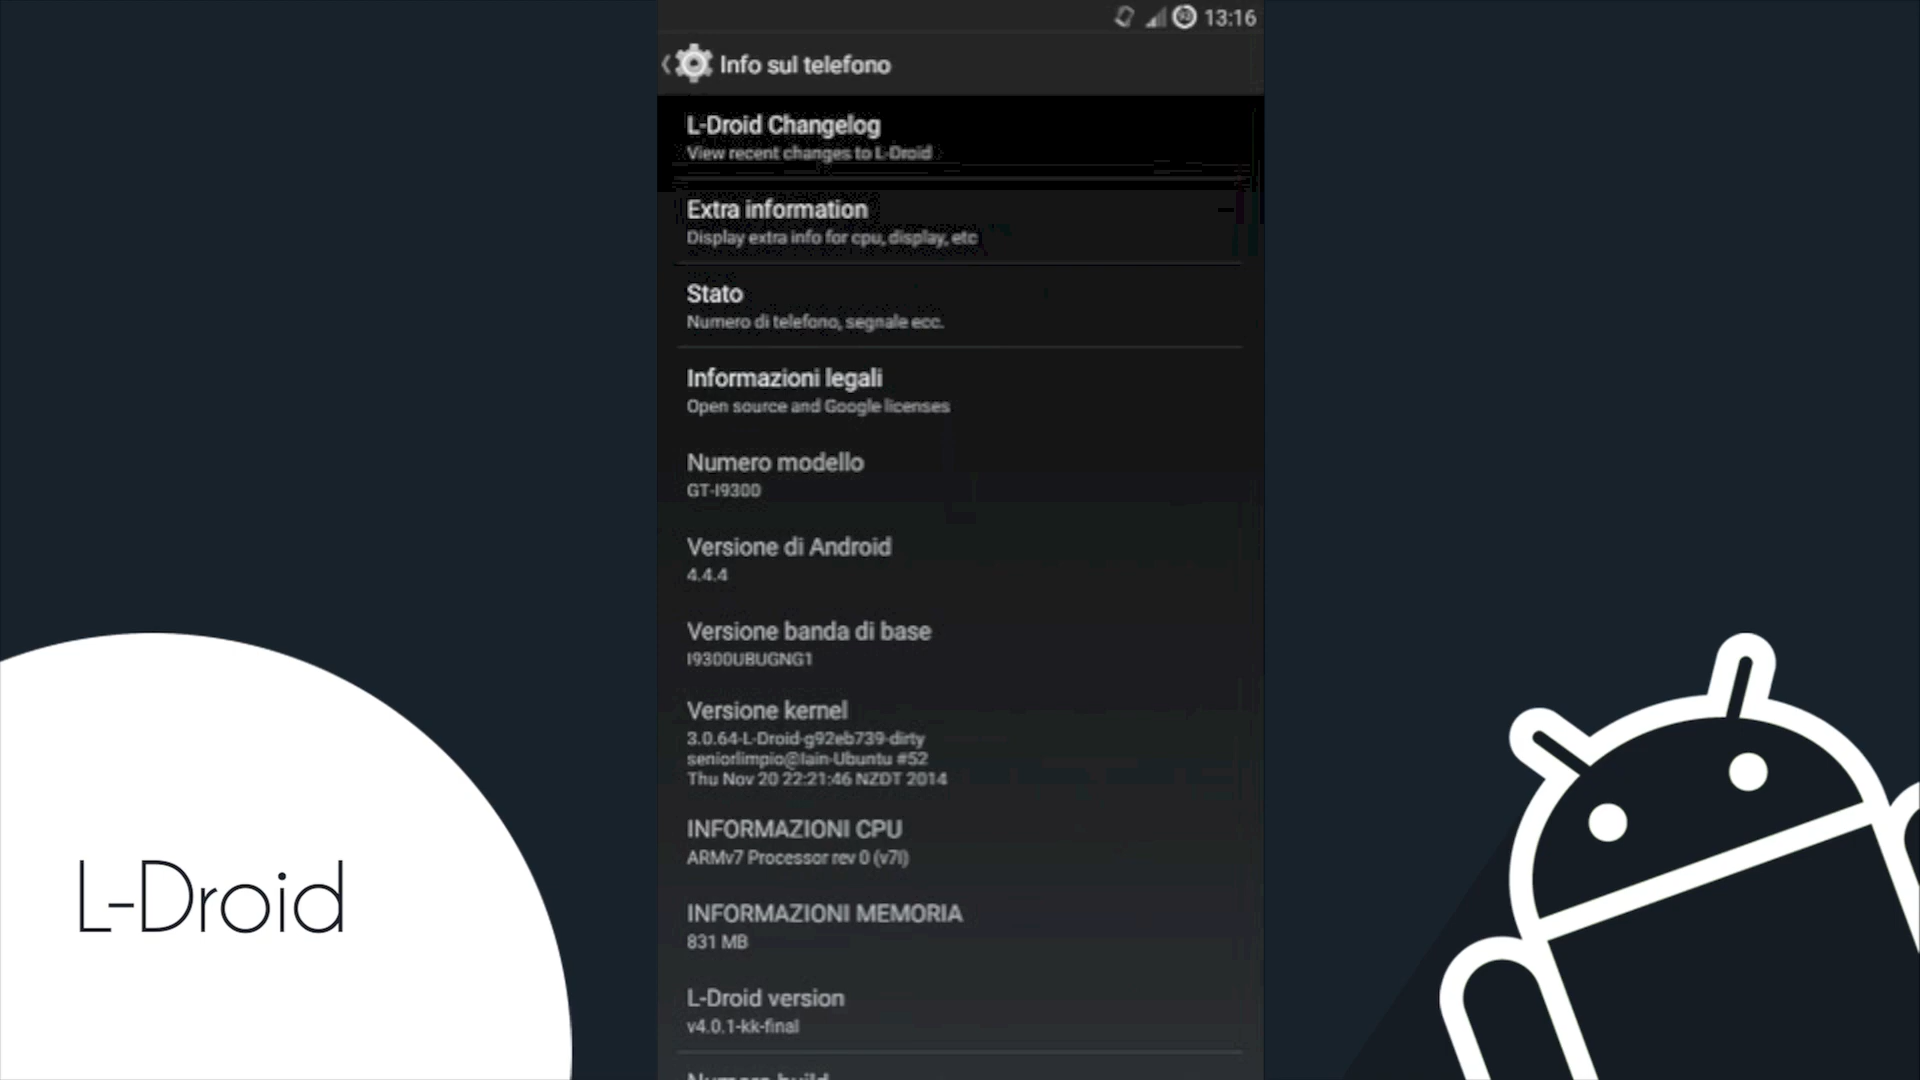 13:16
Info sul telefono
L-Droid Changelog
View recent changes to L-Droid
Extra information
Display extra info for cpu, display, etc
Stato
Numero di telefono, segnale ecc.
Informazioni legali
Open source and Google licenses
Numero modello
GT-I9300
Versione di Android
4.4.4
Versione banda di base
I9300UBUGNG1
Versione kernel
3.0.64-L-Droid-g92eb739-dirty
seniorlimpio@Iain-Ubuntu #52
Thu Nov 20 22:21:46 NZDT 2014
INFORMAZIONI CPU
ARMv7 Processor rev 0 (v7l)
INFORMAZIONI MEMORIA
831 MB
L-Droid version
v4.0.1-kk-final
Numero build
L-Droid